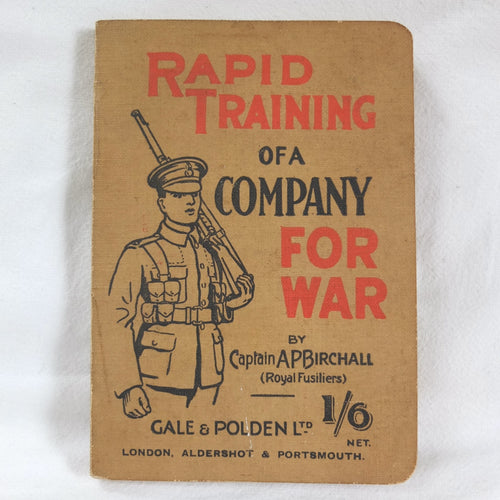 RAPID
TRAINING
OF A
COMPANY
FOR
WAR
BY
Captain A.P.BIRCHALL
(Royal Fusiliers)
1/6
NET.
GALE & POLDEN LTD
LONDON, ALDERSHOT & PORTSMOUTH.